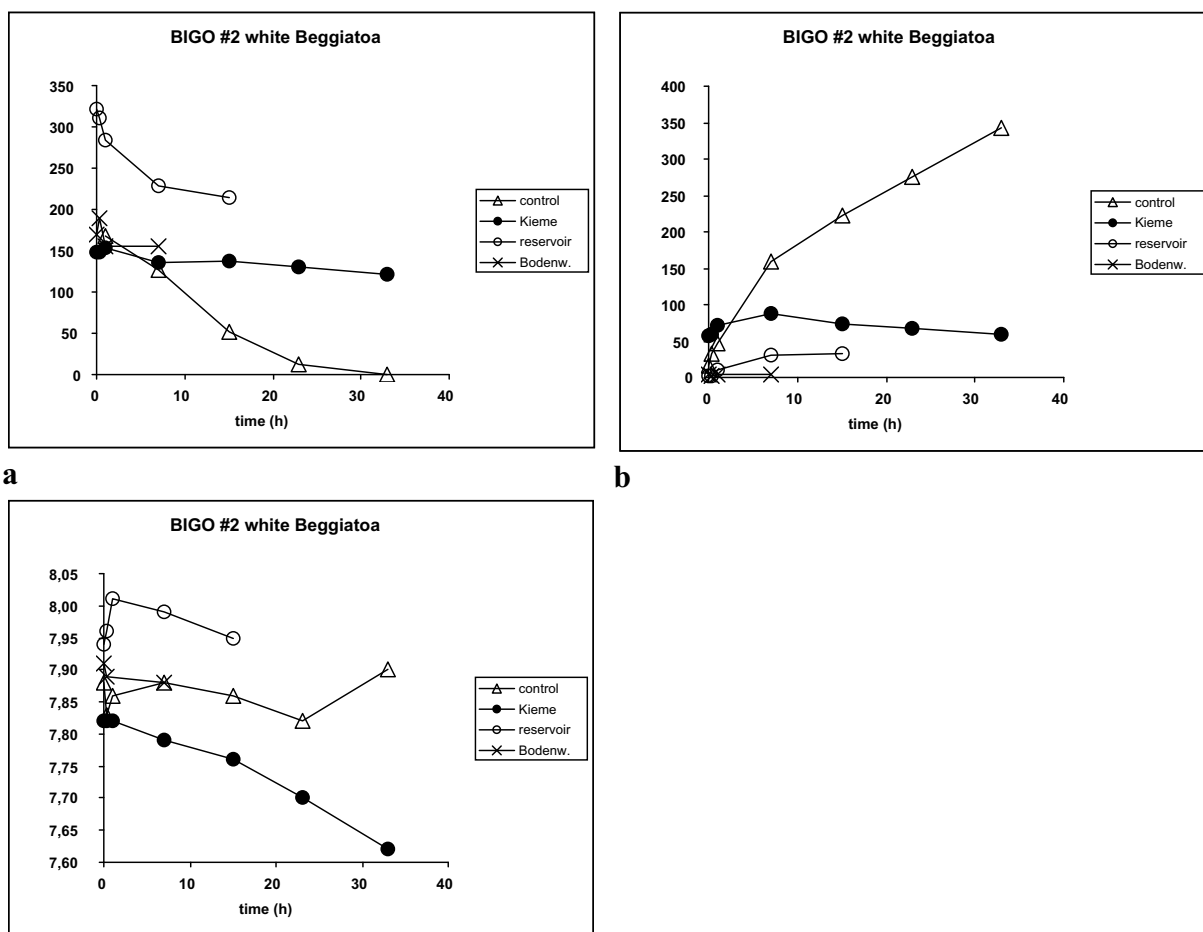 BIGO #2 white Beggiatoa
350
300
250
200
150
100
50
0
0 10 20 30 40
time (h)
control
Kieme
reservoir
Bodenw.
a
BIGO #2 white Beggiatoa
400
350
300
250
200
150
100
50
0
0 10 20 30 40
time (h)
control
Kieme
reservoir
Bodenw.
b
BIGO #2 white Beggiatoa
8,05
8,00
7,95
7,90
7,85
7,80
7,75
7,70
7,65
7,60
0 10 20 30 40
time (h)
control
Kieme
reservoir
Bodenw.